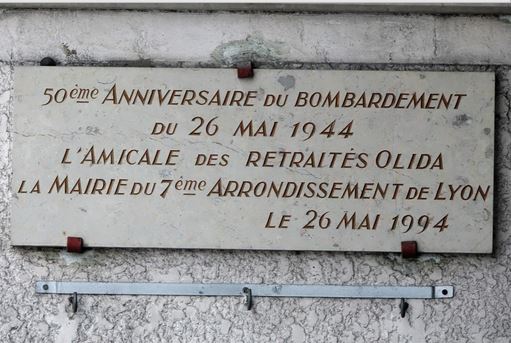 50ème ANNIVERSAIRE DU BOMBARDEMENT
DU 26 MAI 1944
L'AMICALE DES RETRAITÉS OLIDA
LA MAIRIE DU 7ème ARRONDISSEMENT DE LYON
LE 26 MAI 1994